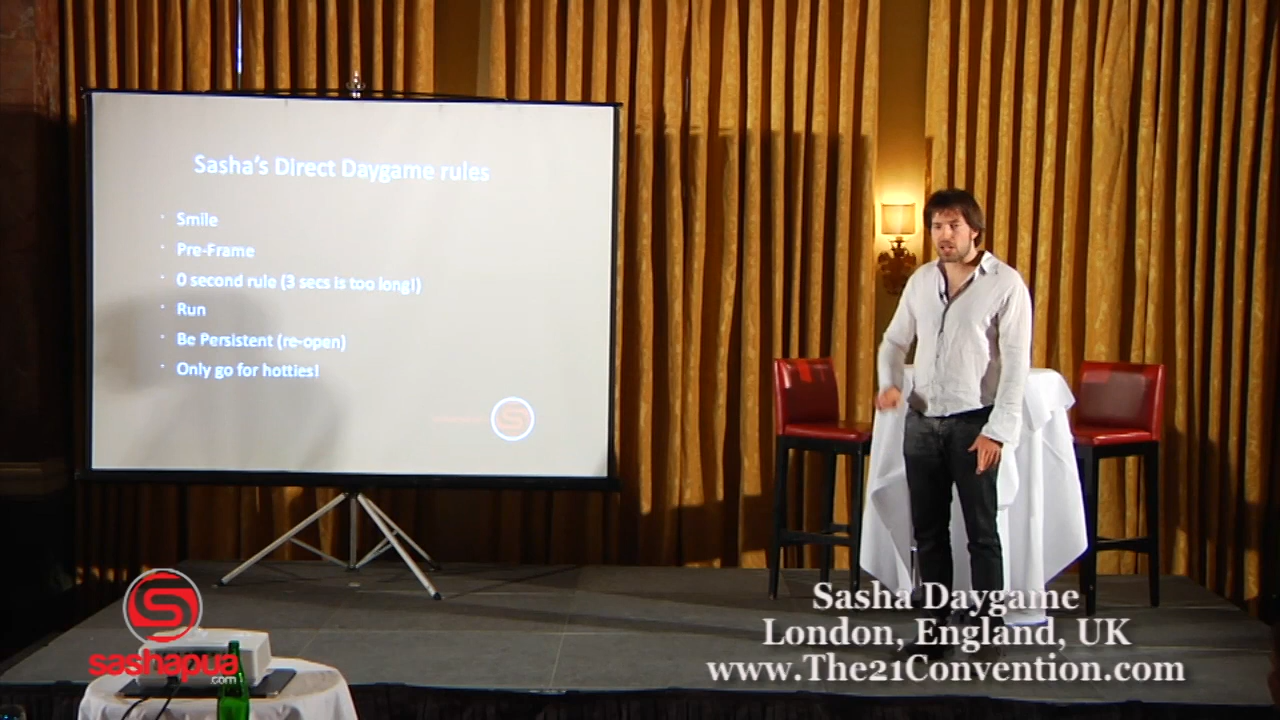 Sasha's Direct Daygame rules
· Smile
· Pre-Frame
· 0 second rule (3 secs is too long!)
· Run
· Be Persistent (re-open)
· Only go for hotties!
S
S
sashapua
.com
Sasha Daygame
London, England, UK
www.The21Convention.com